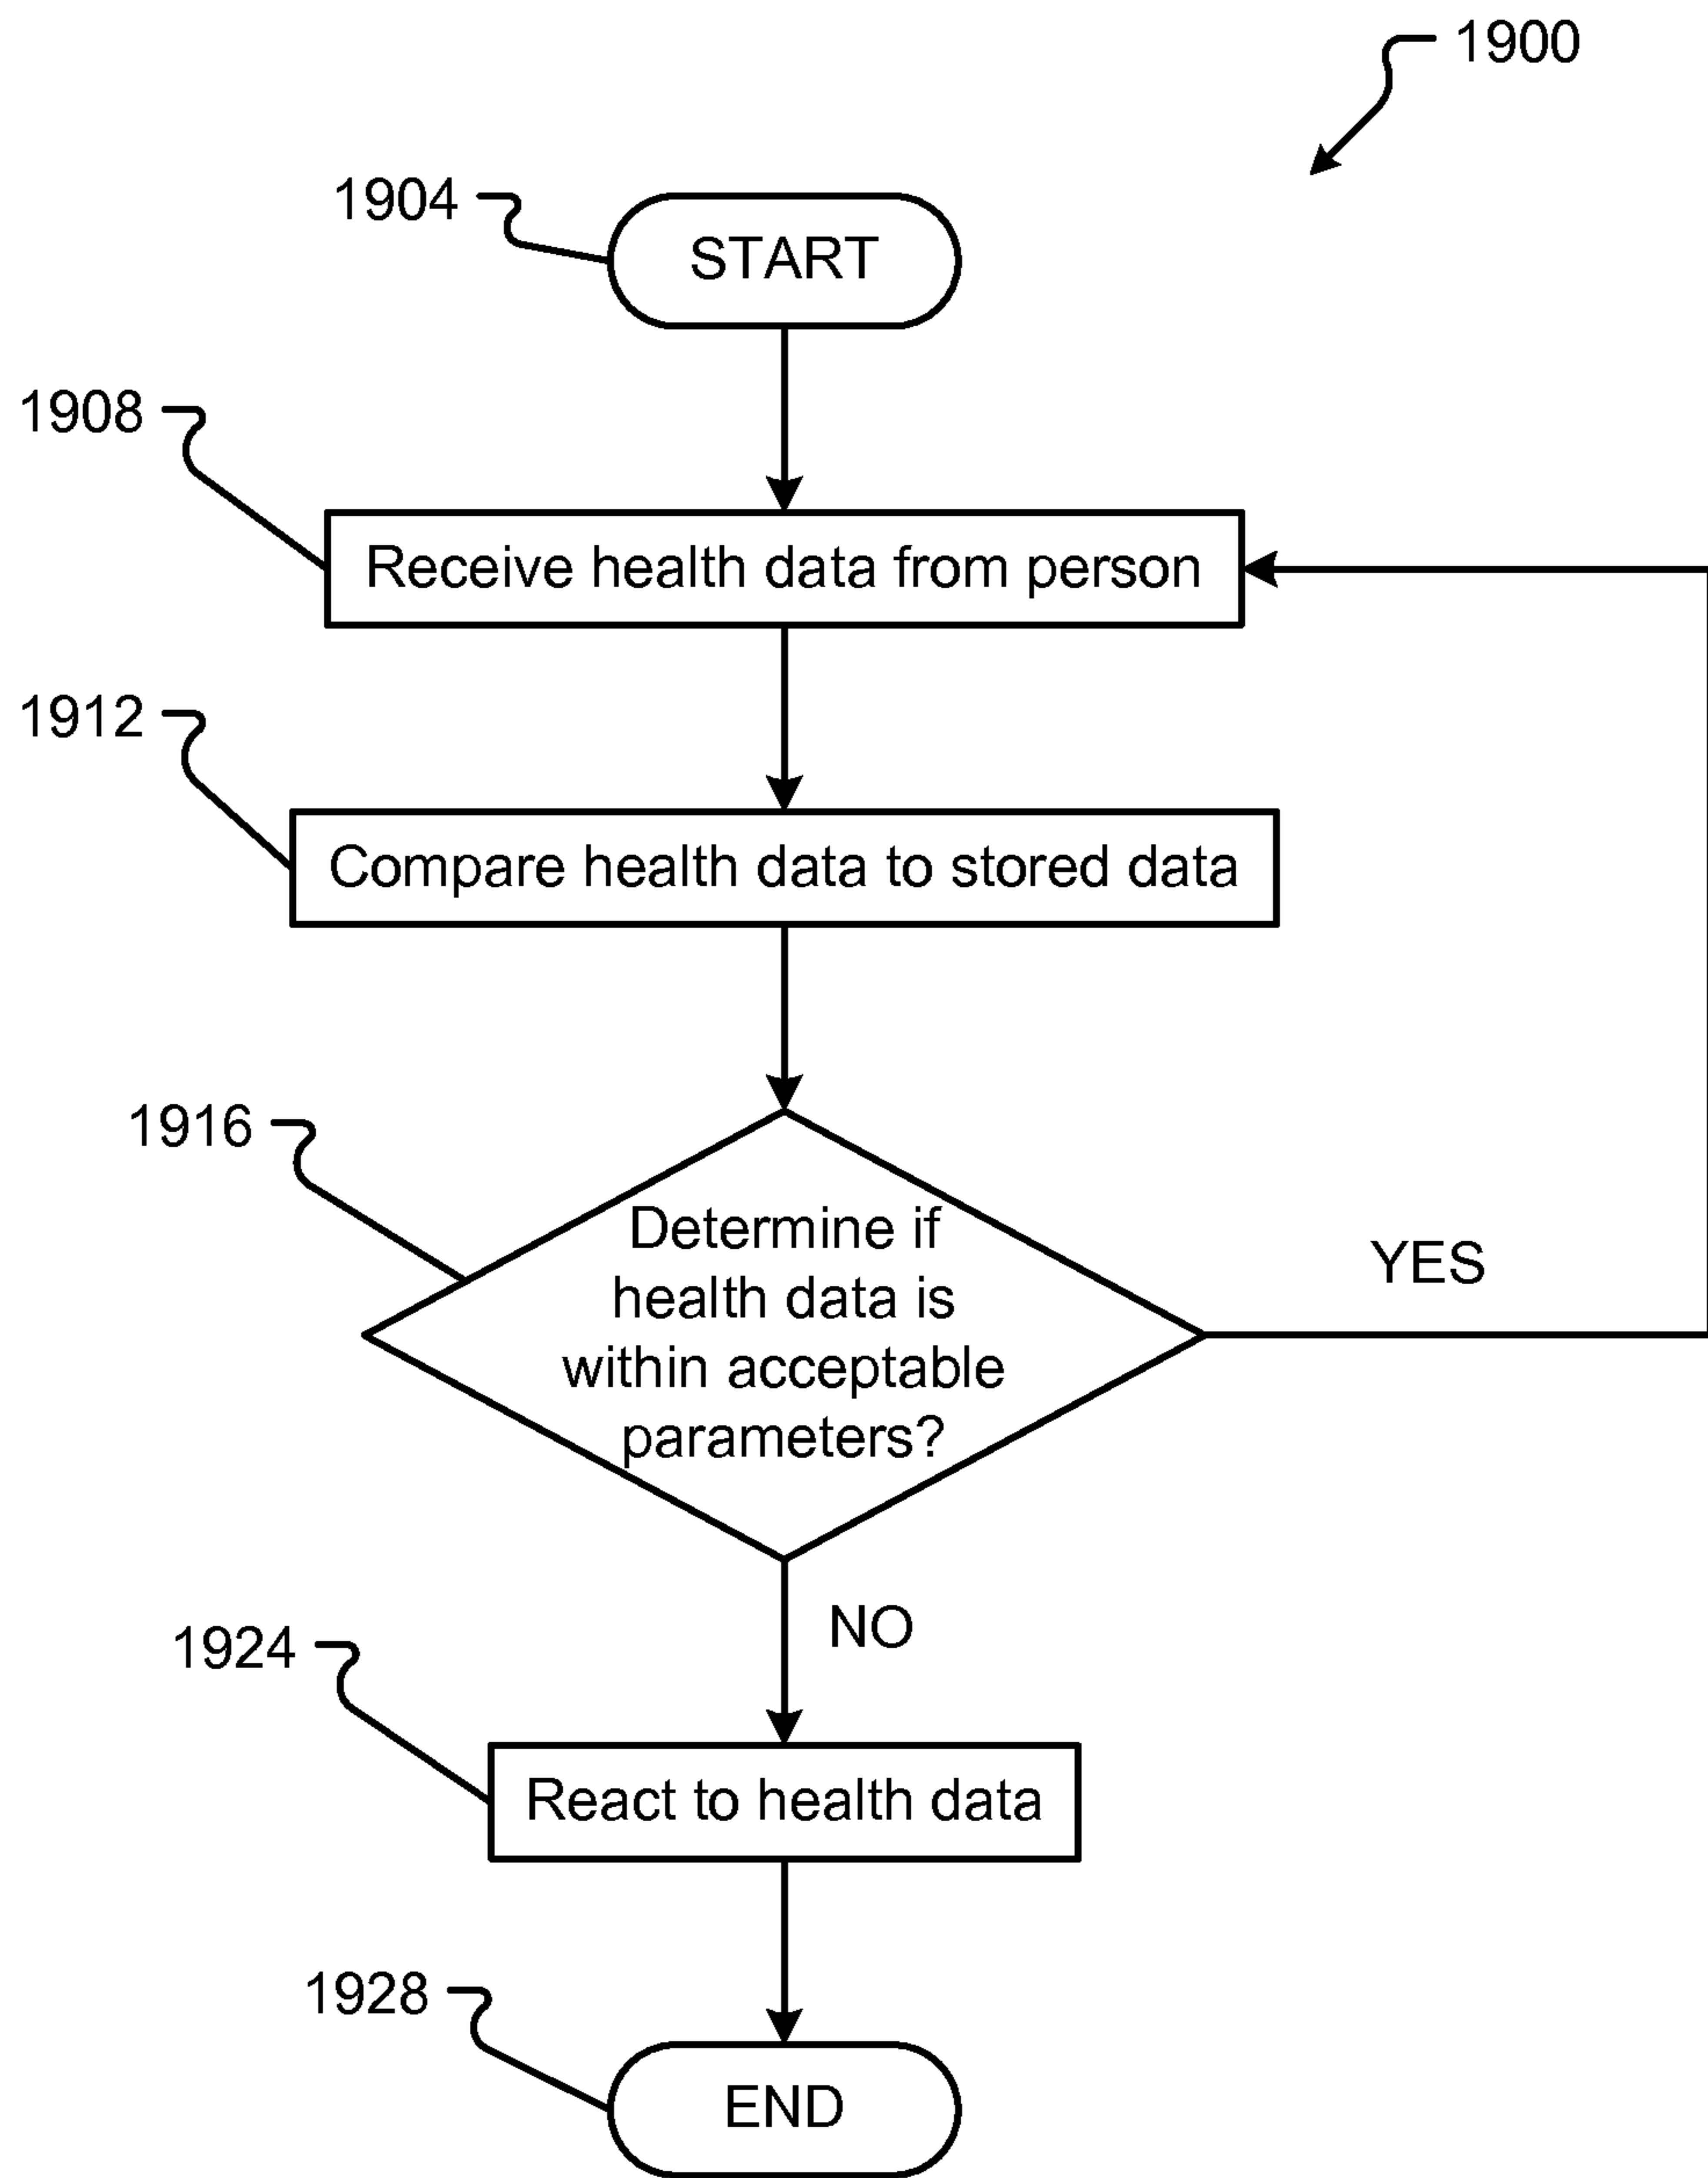 1900
1904
START
1908
Receive health data from person
1912
Compare health data to stored data
1916
Determine if
health data is
within acceptable
parameters?
YES
NO
1924
React to health data
1928
END